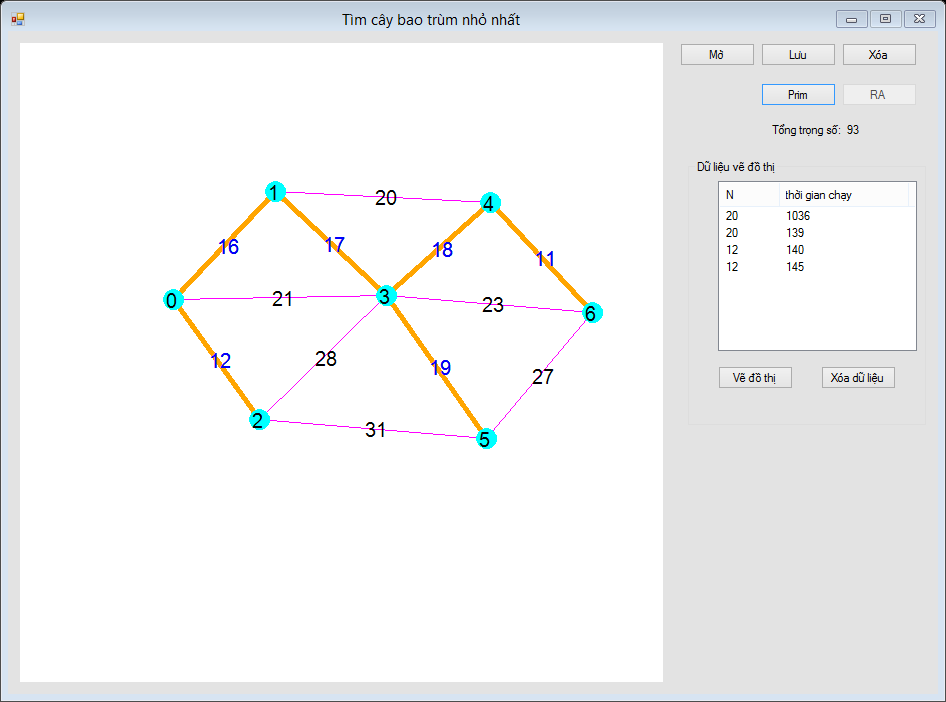 Tìm cây bao trùm nhỏ nhất
Mở Lưu Xóa
Prim RA
Tổng trọng số: 93
Dữ liệu vẽ đồ thị
N thời gian chạy
20 1036
20 139
12 140
12 145
Vẽ đồ thị Xóa dữ liệu
1 20 4
16 17 18 11
0 21 3 23 6
12 28 19 27
2 31 5